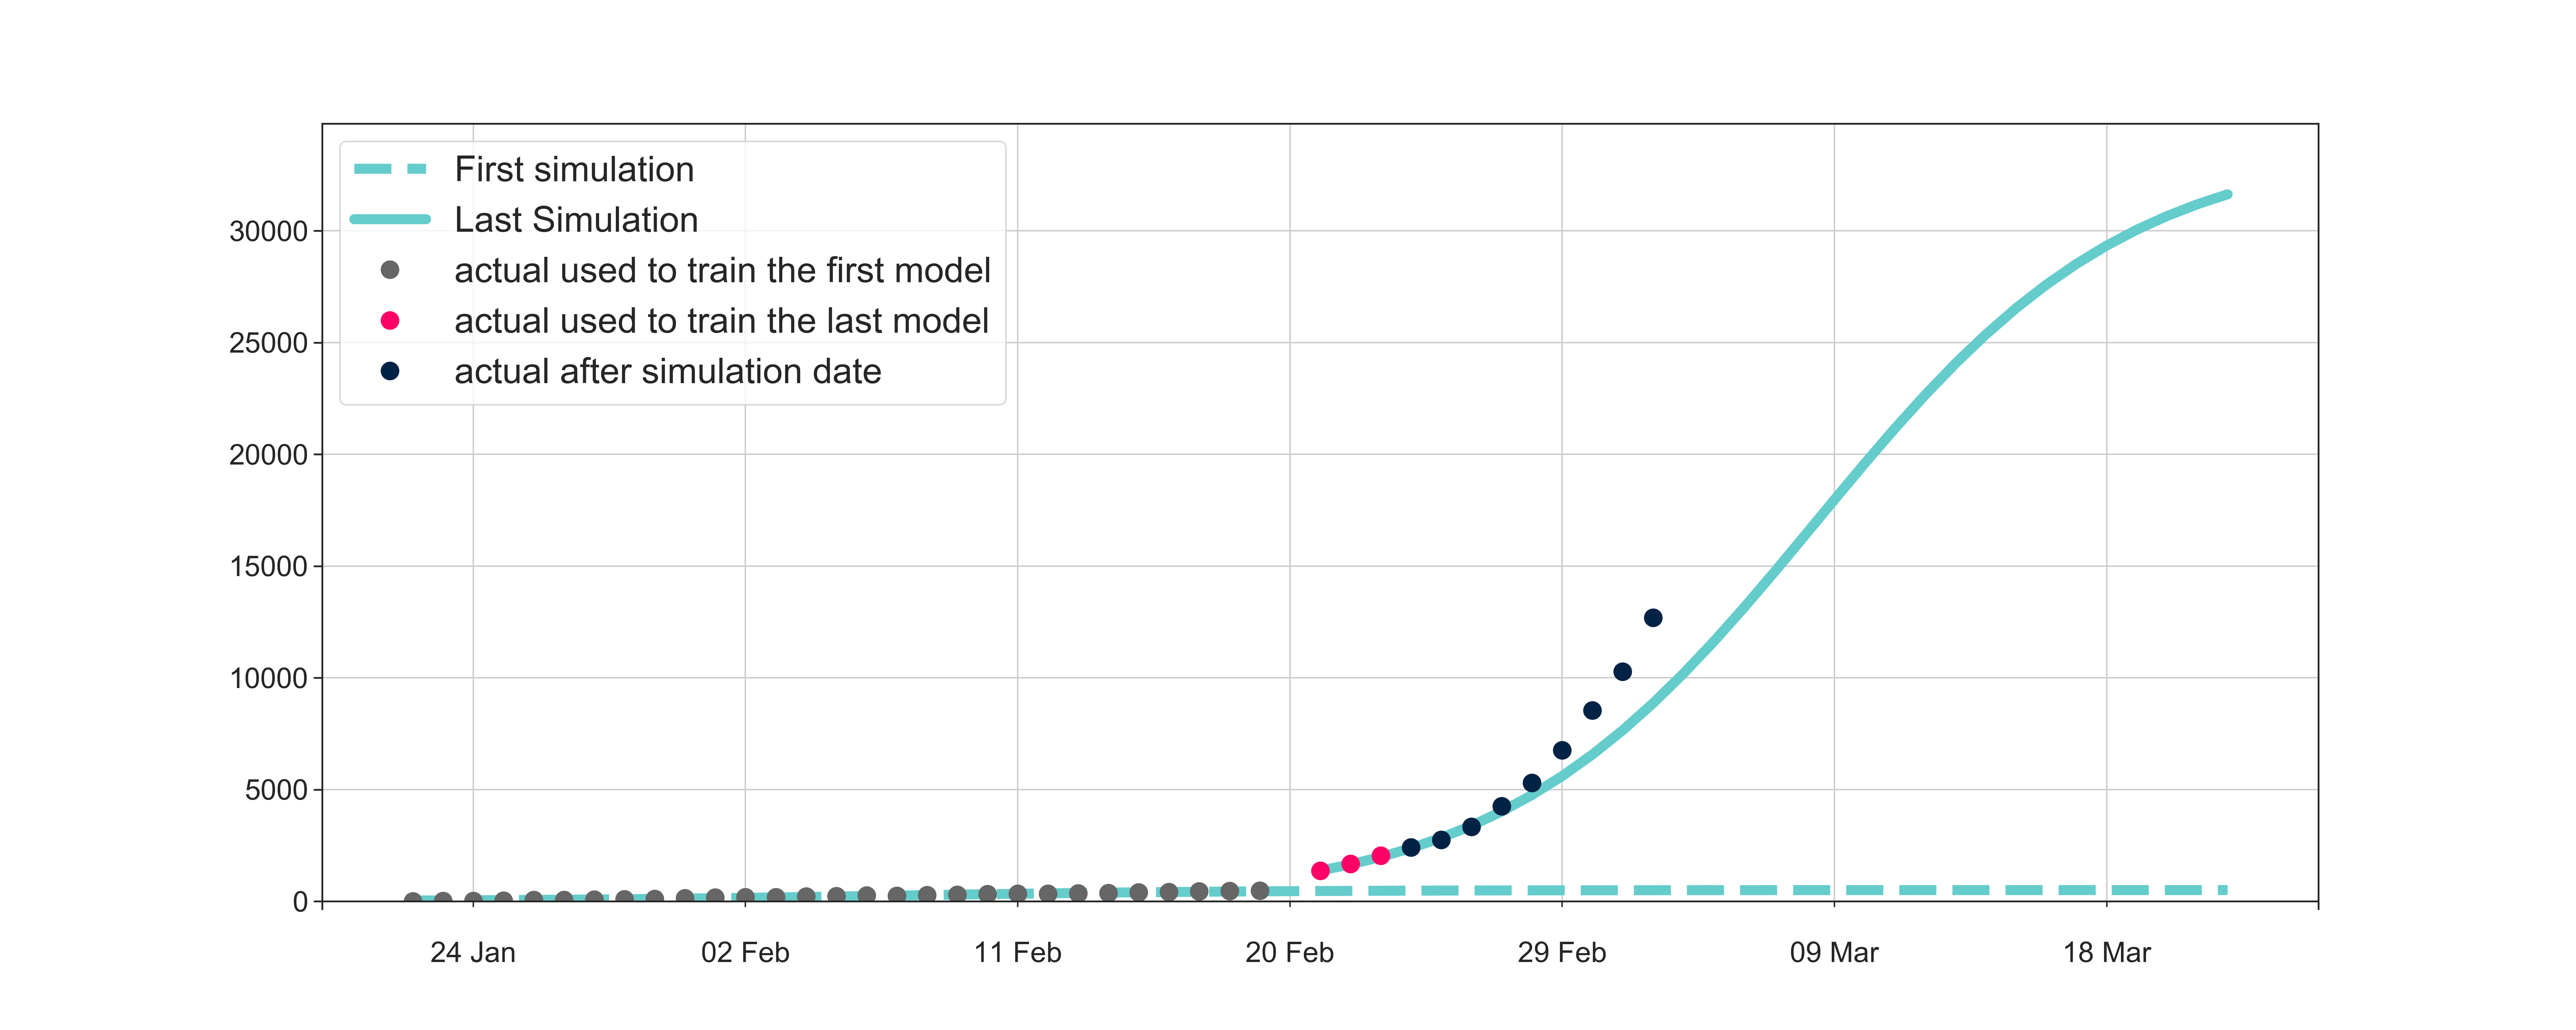 First simulation
Last Simulation
actual used to train the first model
actual used to train the last model
actual after simulation date
30000
25000
20000
15000
10000
5000
0
24 Jan
02 Feb
11 Feb
20 Feb
29 Feb
09 Mar
18 Mar